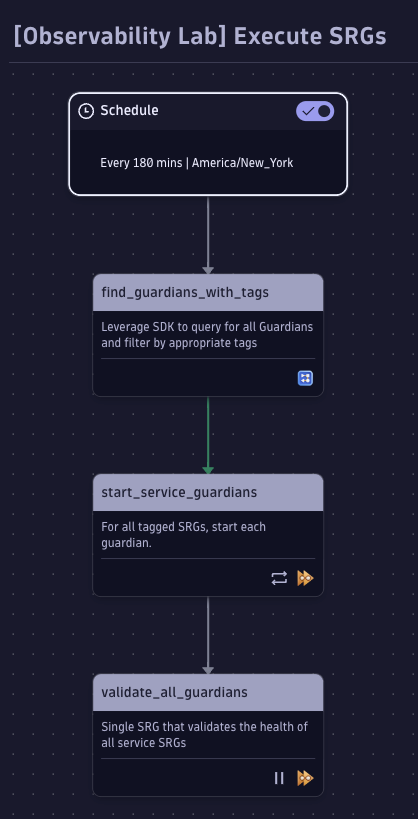 [Observability Lab] Execute SRGs
Schedule
Every 180 mins | America/New_York
find_guardians_with_tags
Leverage SDK to query for all Guardians
and filter by appropriate tags
start_service_guardians
For all tagged SRGs, start each
guardian.
validate_all_guardians
Single SRG that validates the health of
all service SRGs